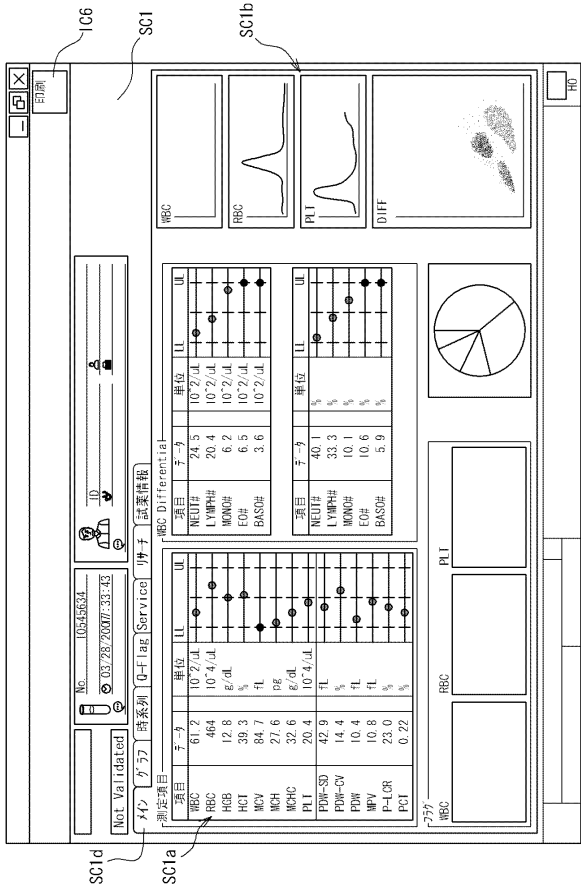 IC6
印刷
SC1
SC1b
Not Validated
No. 10545634
03/28/2007 17:33:43
ID
SC1d
メイン グラフ 時系列 Q-Flag Service リサーチ 試薬情報
SC1a
測定項目
項目 データ 単位 LL UL
WBC 61.2 10^2/uL
RBC 464 10^4/uL
HGB 12.8 g/dL
HCT 39.3 %
MCV 84.7 fL
MCH 27.6 pg
MCHC 32.6 g/dL
PLT 20.4 10^4/uL
PDW-SD 42.9 fL
PDW-CV 14.4 %
PDW 10.4 fL
MPV 10.8 fL
P-LCR 23.0 %
PCT 0.22 %
WBC Differential
項目 データ 単位 LL UL
NEUT# 24.5 10^2/uL
LYMPH# 20.4 10^2/uL
MONO# 6.2 10^2/uL
EO# 6.5 10^2/uL
BASO# 3.6 10^2/uL
項目 データ 単位 LL UL
NEUT# 40.1 %
LYMPH# 33.3 %
MONO# 10.1 %
EO# 10.6 %
BASO# 5.9 %
WBC
RBC
PLT
DIFF
フラグ
WBC RBC PLT
HO